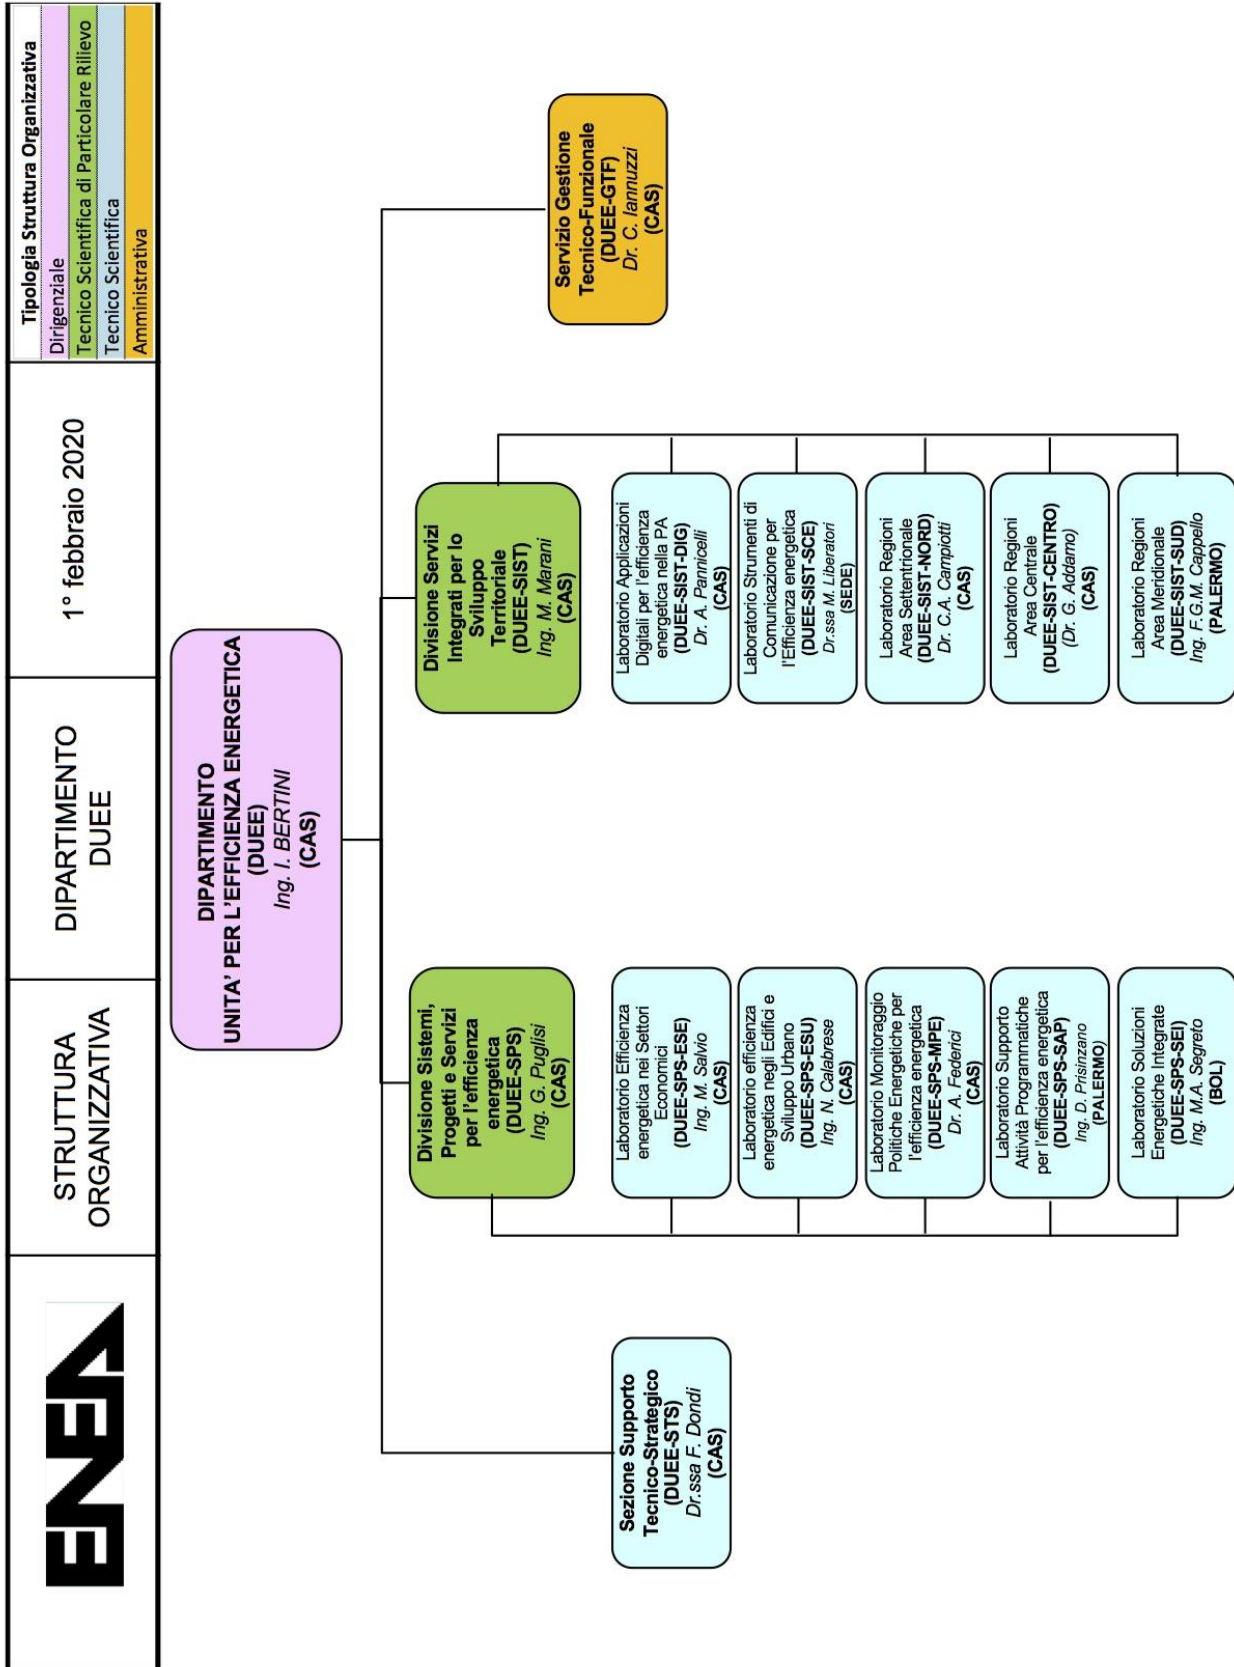 ENEA
STRUTTURA
ORGANIZZATIVA
DIPARTIMENTO
DUEE
1° febbraio 2020
Tipologia Struttura Organizzativa
Dirigenziale
Tecnico Scientifica di Particolare Rilievo
Tecnico Scientifica
Amministrativa
DIPARTIMENTO
UNITA' PER L'EFFICIENZA ENERGETICA
(DUEE)
Ing. I. BERTINI
(CAS)
Sezione Supporto
Tecnico-Strategico
(DUEE-STS)
Dr.ssa F. Dondi
(CAS)
Divisione Sistemi,
Progetti e Servizi
per l'efficienza
energetica
(DUEE-SPS)
Ing. G. Puglisi
(CAS)
Laboratorio Efficienza
energetica nei Settori
Economici
(DUEE-SPS-ESE)
Ing. M. Salvio
(CAS)
Laboratorio efficienza
energetica negli Edifici e
Sviluppo Urbano
(DUEE-SPS-ESU)
Ing. N. Calabrese
(CAS)
Laboratorio Monitoraggio
Politiche Energetiche per
l'efficienza energetica
(DUEE-SPS-MPE)
Dr. A. Federici
(CAS)
Laboratorio Supporto
Attività Programmatiche
per l'efficienza energetica
(DUEE-SPS-SAP)
Ing. D. Prisinzano
(PALERMO)
Laboratorio Soluzioni
Energetiche Integrate
(DUEE-SPS-SEI)
Ing. M.A. Segreto
(BOL)
Divisione Servizi
Integrati per lo
Sviluppo
Territoriale
(DUEE-SIST)
Ing. M. Marani
(CAS)
Laboratorio Applicazioni
Digitali per l'efficienza
energetica nella PA
(DUEE-SIST-DIG)
Dr. A. Pannicelli
(CAS)
Laboratorio Strumenti di
Comunicazione per
l'Efficienza energetica
(DUEE-SIST-SCE)
Dr.ssa M. Liberatori
(SEDE)
Laboratorio Regioni
Area Settentrionale
(DUEE-SIST-NORD)
Dr. C.A. Campiotti
(CAS)
Laboratorio Regioni
Area Centrale
(DUEE-SIST-CENTRO)
(Dr. G. Addamo)
(CAS)
Laboratorio Regioni
Area Meridionale
(DUEE-SIST-SUD)
Ing. F.G.M. Cappello
(PALERMO)
Servizio Gestione
Tecnico-Funzionale
(DUEE-GTF)
Dr. C. Iannuzzi
(CAS)